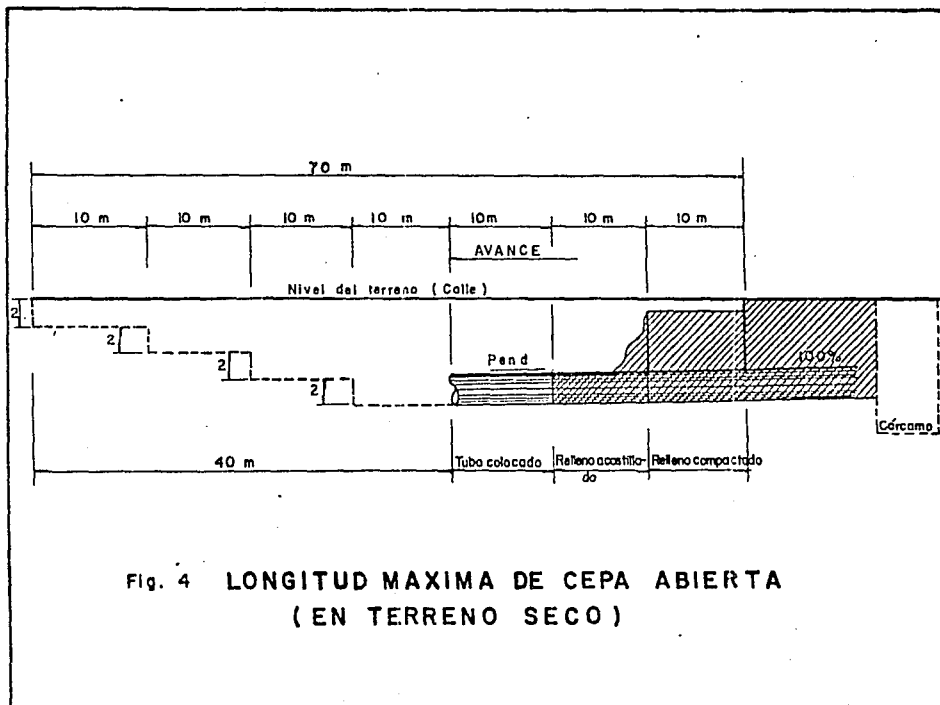 70 m
10 m 10 m 10 m 10 m 10m 10 m 10 m
AVANCE
Nivel del terreno (Calle)
2
2
2
2
Pend
100%
Cárcamo
40 m
Tubo colocado
Relleno acostilla-
do
Relleno compactado
Fig. 4 LONGITUD MAXIMA DE CEPA ABIERTA
(EN TERRENO SECO)